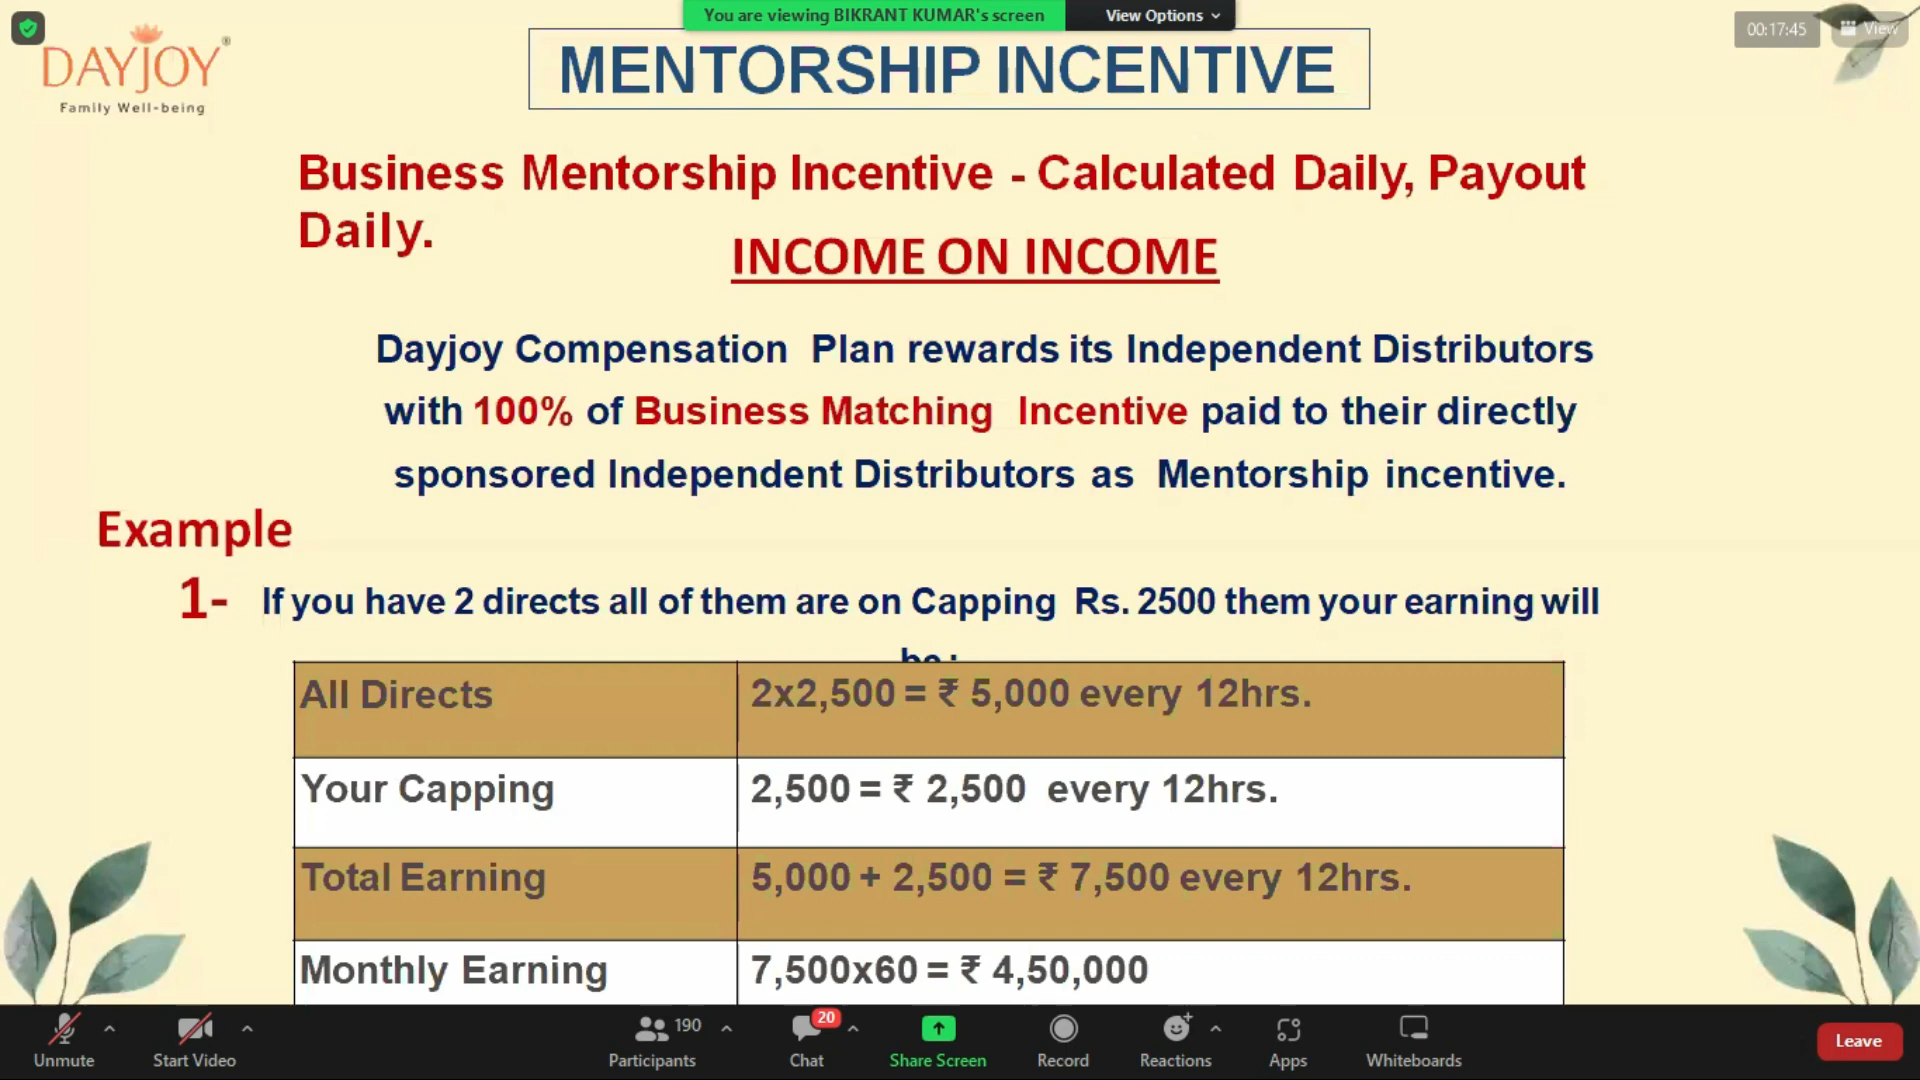 You are viewing BIKRANT KUMAR's screen
View Options
00:17:45
View
DAYJOY®
Family Well-being
MENTORSHIP INCENTIVE
Business Mentorship Incentive - Calculated Daily, Payout
Daily.
INCOME ON INCOME
Dayjoy Compensation Plan rewards its Independent Distributors
with 100% of Business Matching Incentive paid to their directly
sponsored Independent Distributors as Mentorship incentive.
Example
1- If you have 2 directs all of them are on Capping Rs. 2500 them your earning will
be :
All Directs 2x2,500 = ₹ 5,000 every 12hrs.
Your Capping 2,500 = ₹ 2,500 every 12hrs.
Total Earning 5,000 + 2,500 = ₹ 7,500 every 12hrs.
Monthly Earning 7,500x60 = ₹ 4,50,000
190
20
Unmute Start Video Participants Chat Share Screen Record Reactions Apps Whiteboards Leave